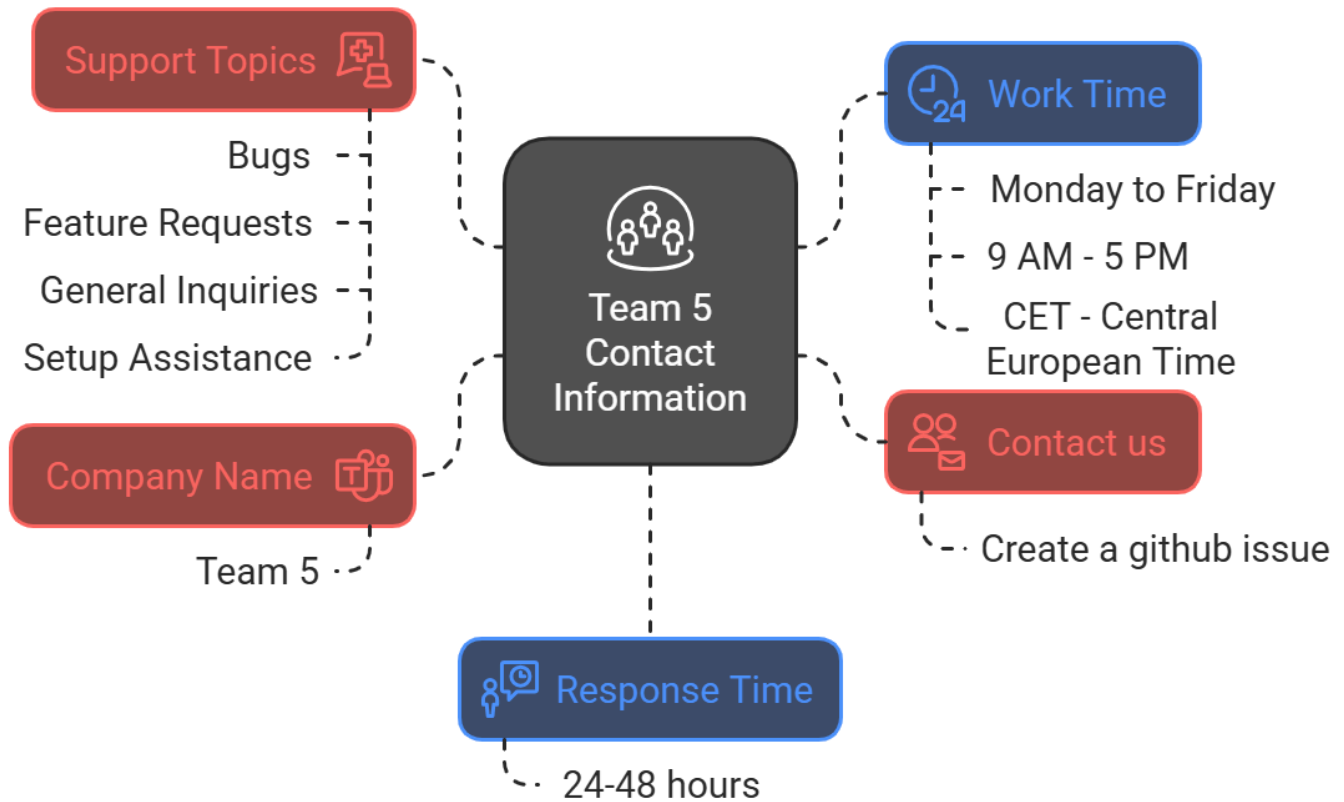 Support Topics
Bugs
Feature Requests
General Inquiries
Setup Assistance
Company Name
T
Team 5
Team 5
Contact
Information
24
Work Time
Monday to Friday
9 AM - 5 PM
CET - Central
European Time
Contact us
Create a github issue
Response Time
24-48 hours